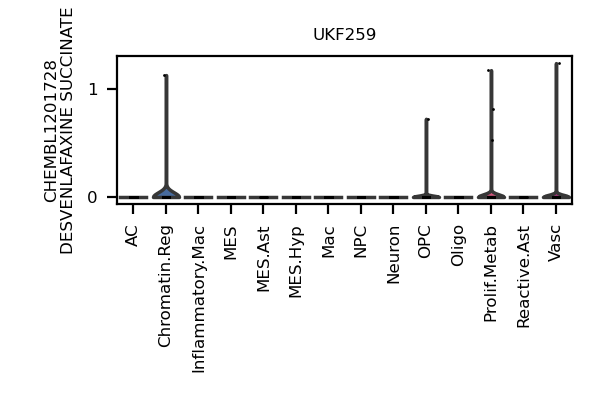 UKF259
CHEMBL1201728
DESVENLAFAXINE SUCCINATE
1
0
AC
Chromatin.Reg
Inflammatory.Mac
MES
MES.Ast
MES.Hyp
Mac
NPC
Neuron
OPC
Oligo
Prolif.Metab
Reactive.Ast
Vasc